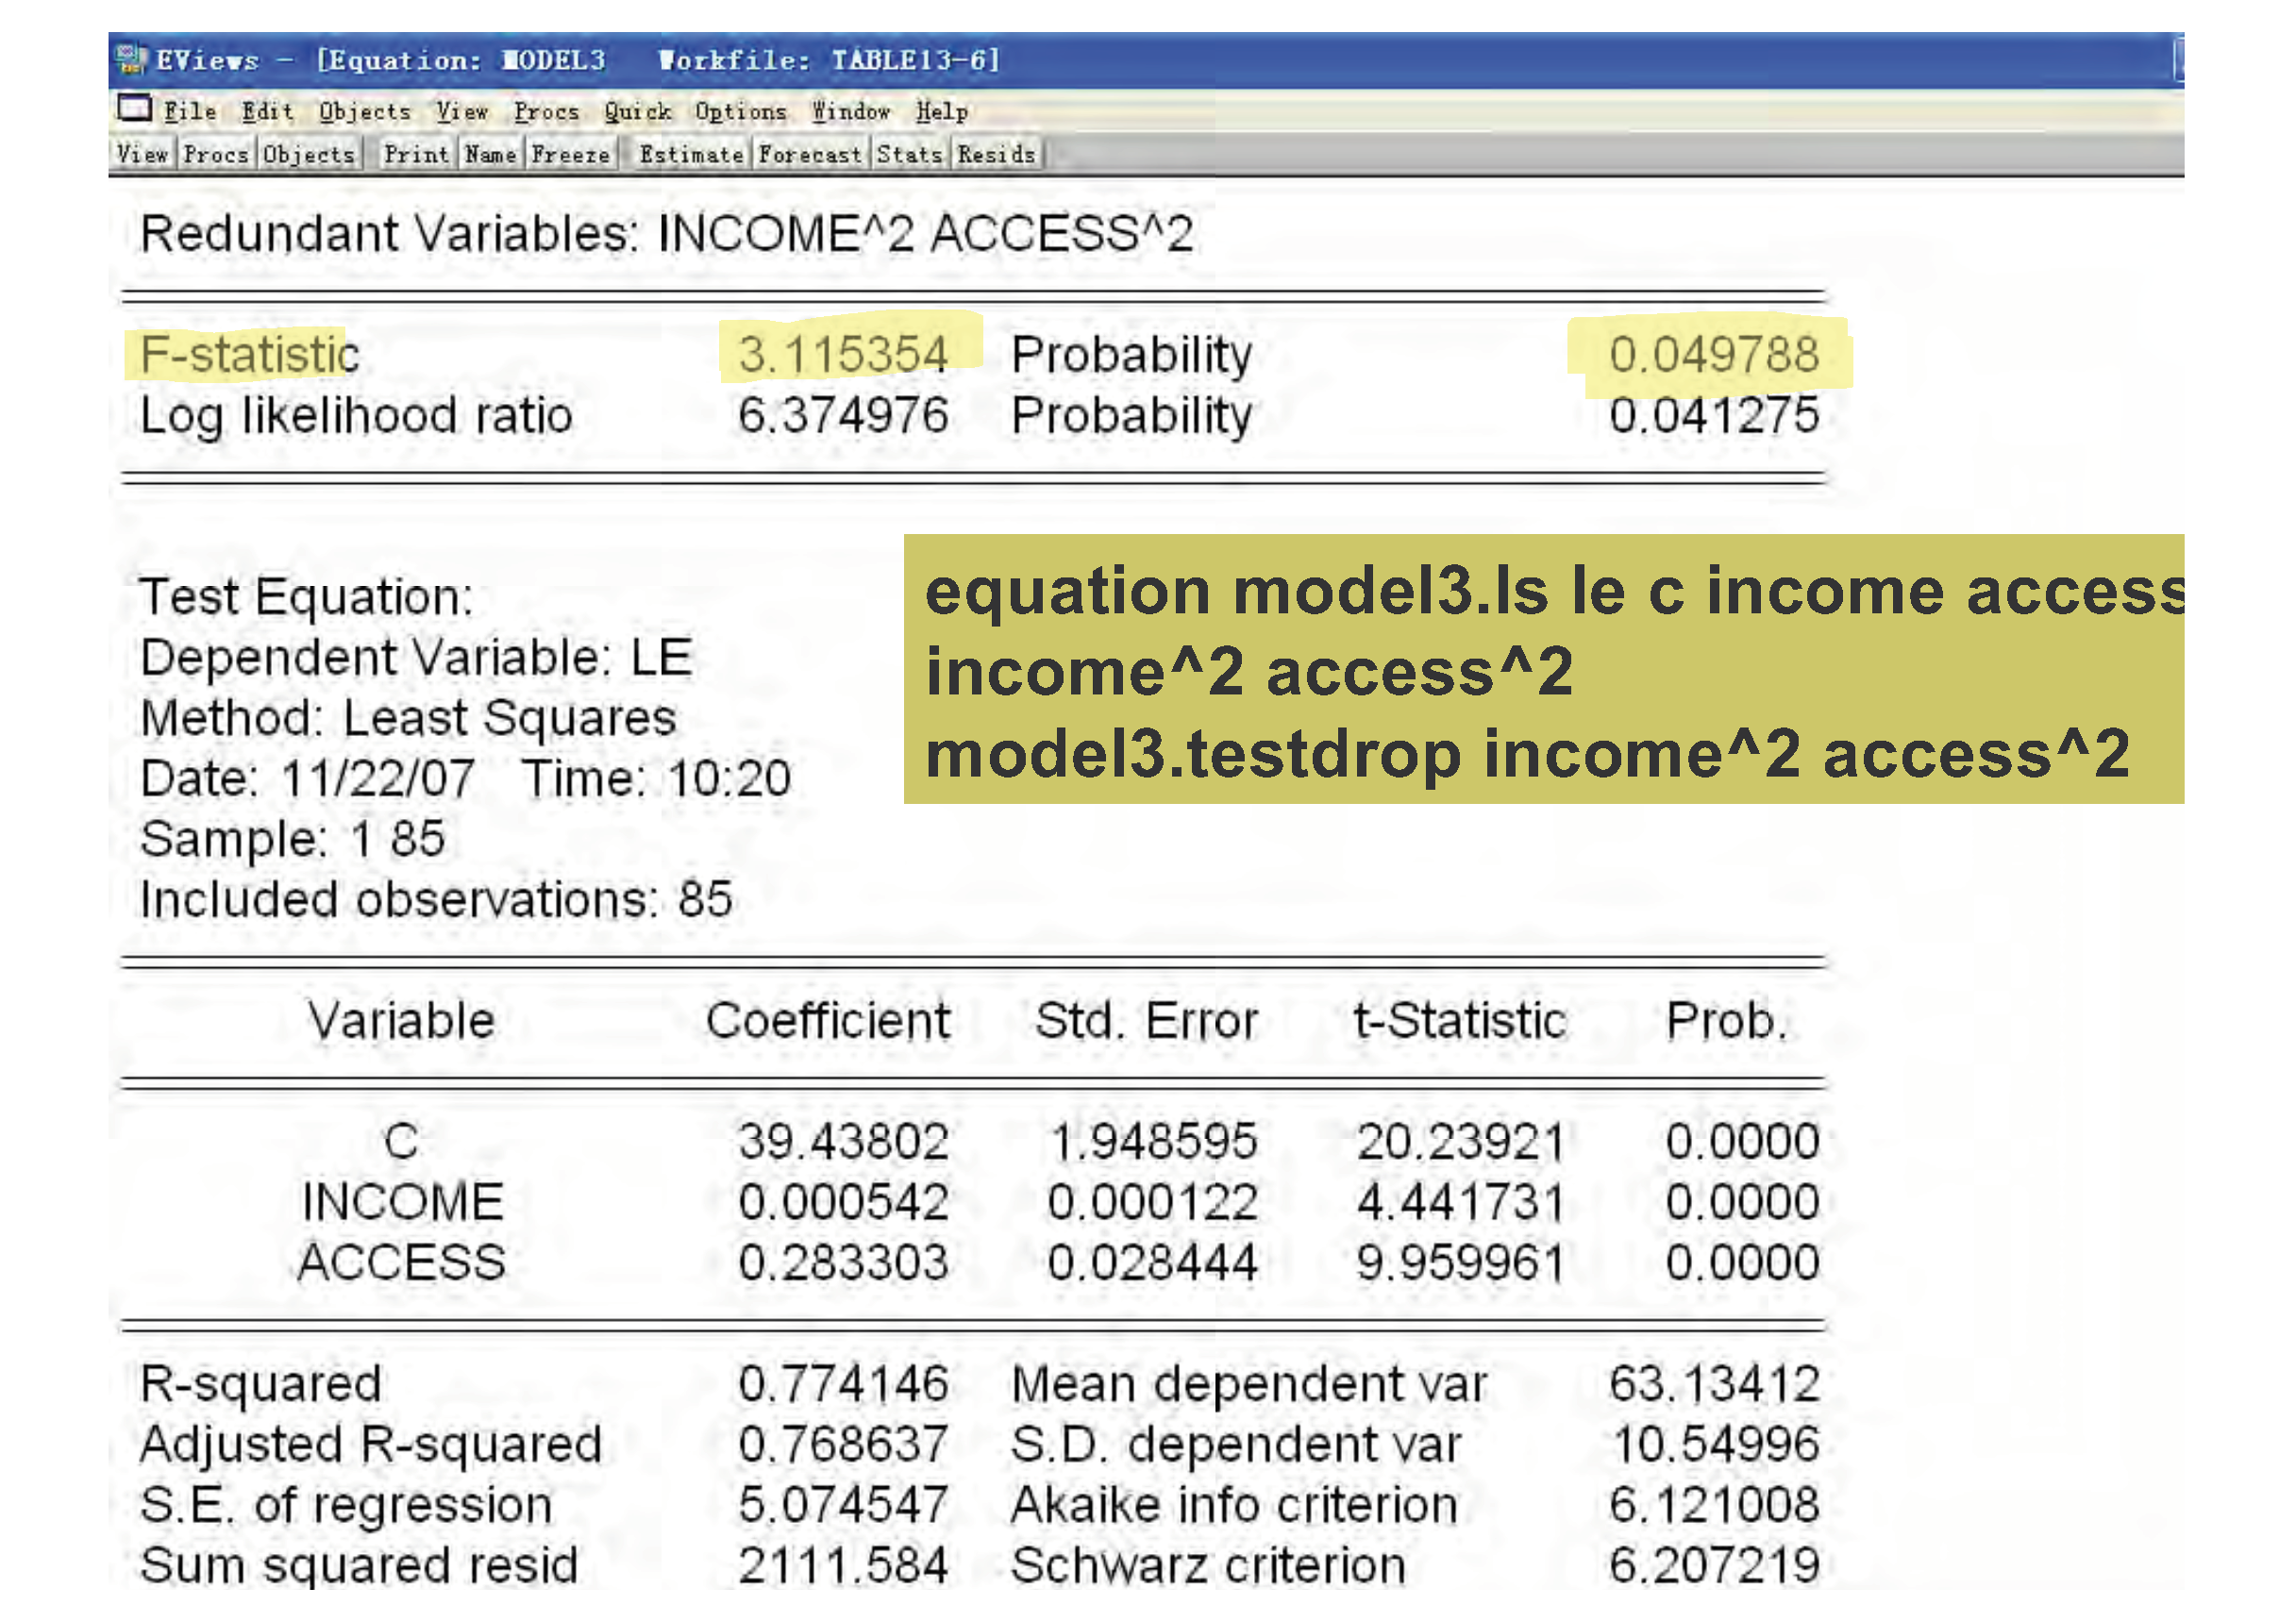 EViews - [Equation: MODEL3 Workfile: TABLE13-6]
File Edit Objects View Procs Quick Options Window Help
View Procs Objects Print Name Freeze Estimate Forecast Stats Resids
Redundant Variables: INCOME^2 ACCESS^2
F-statistic 3.115354 Probability 0.049788
Log likelihood ratio 6.374976 Probability 0.041275
equation model3.ls le c income access
income^2 access^2
model3.testdrop income^2 access^2
Test Equation:
Dependent Variable: LE
Method: Least Squares
Date: 11/22/07 Time: 10:20
Sample: 1 85
Included observations: 85
Variable Coefficient Std. Error t-Statistic Prob.
C 39.43802 1.948595 20.23921 0.0000
INCOME 0.000542 0.000122 4.441731 0.0000
ACCESS 0.283303 0.028444 9.959961 0.0000
R-squared 0.774146 Mean dependent var 63.13412
Adjusted R-squared 0.768637 S.D. dependent var 10.54996
S.E. of regression 5.074547 Akaike info criterion 6.121008
Sum squared resid 2111.584 Schwarz criterion 6.207219